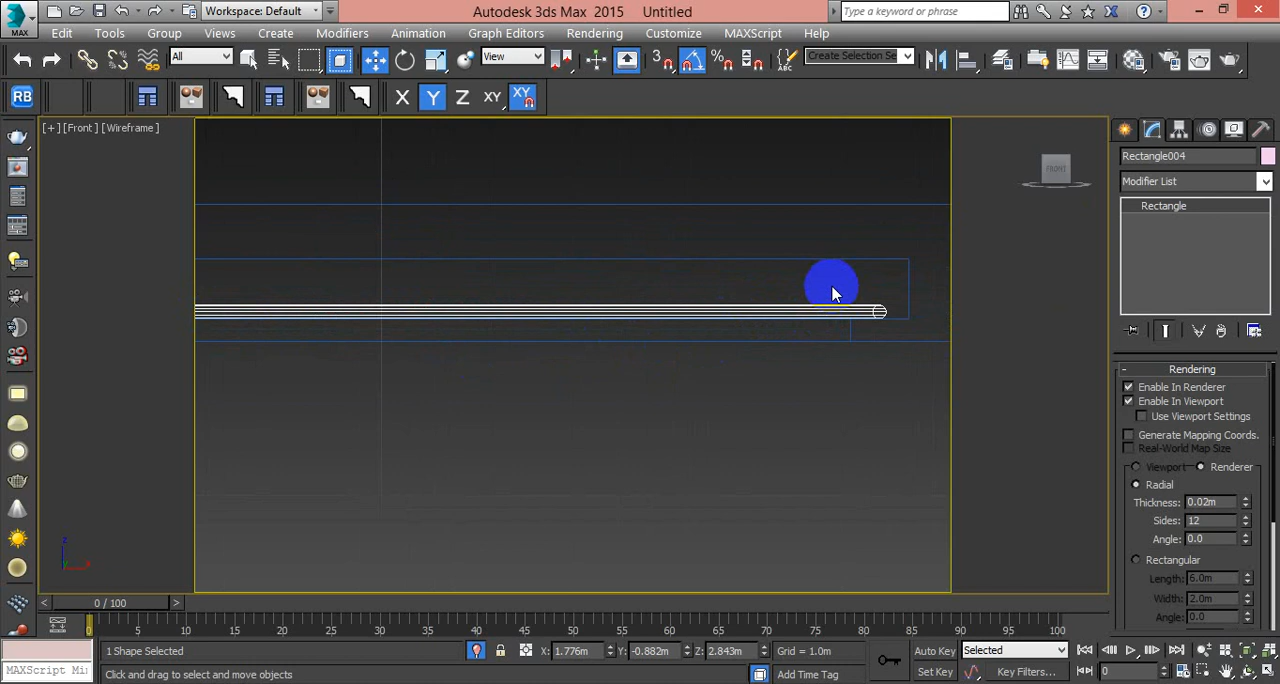 MAX
Workspace: Default
Autodesk 3ds Max 2015 Untitled
Type a keyword or phrase
Edit Tools Group Views Create Modifiers Animation Graph Editors Rendering Customize MAXScript Help
All
View
3
%
Create Selection Se
RB
X Y Z XY XY
[+] [Front] [Wireframe]
FRONT
Rectangle004
Modifier List
Rectangle
- Rendering
Enable In Renderer
Enable In Viewport
Use Viewport Settings
Generate Mapping Coords.
Real-World Map Size
Viewport Renderer
Radial
Thickness: 0.02m
Sides: 12
Angle: 0.0
Rectangular
Length: 6.0m
Width: 2.0m
Angle: 0.0
z
x
< 0 / 100 >
0 5 10 15 20 25 30 35 40 45 50 55 60 65 70 75 80 85 90 95 100
1 Shape Selected
X: 1.776m Y: -0.882m Z: 2.843m Grid = 1.0m
Auto Key Selected
MAXScript Mi
Click and drag to select and move objects
Add Time Tag
Set Key Key Filters...
0